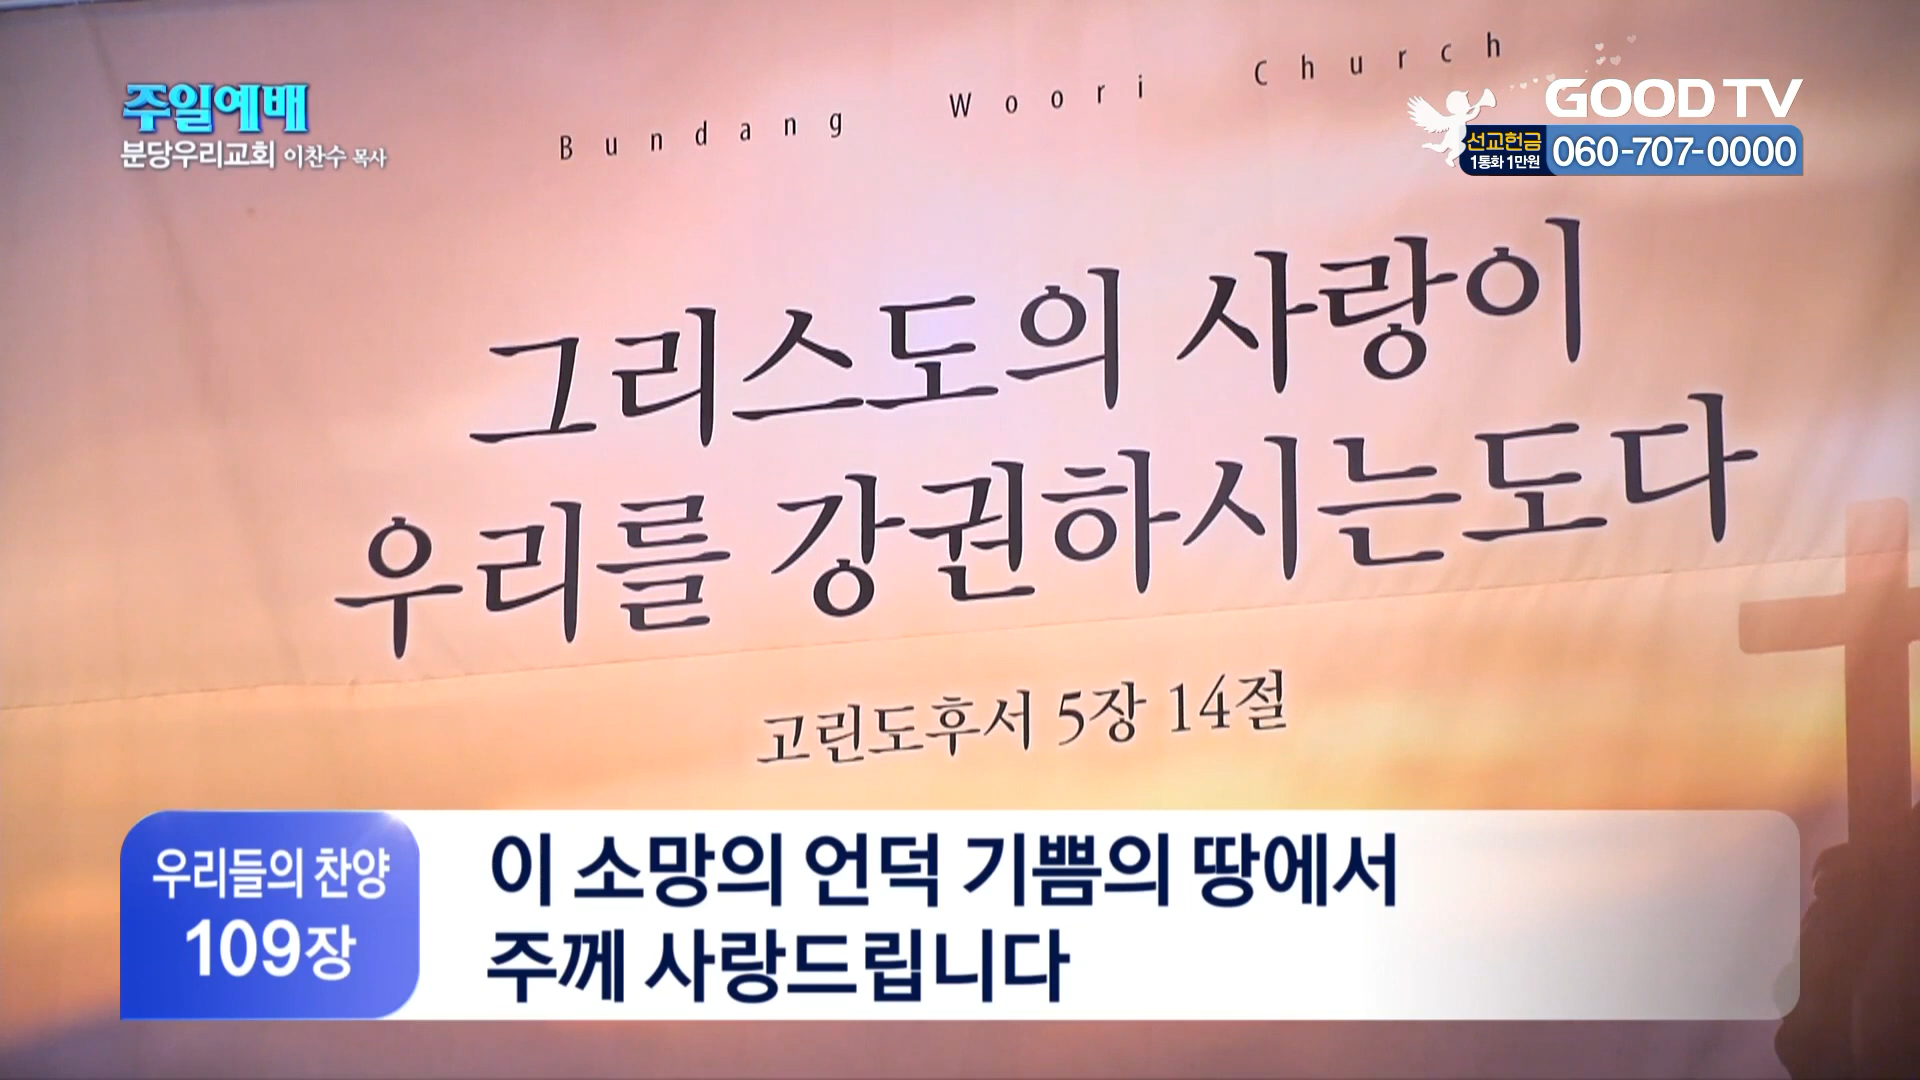 주일예배
분당우리교회 이찬수 목사
Bundang Woori Church
GOOD TV
선교헌금
1통화 1만원
060-707-0000
그리스도의 사랑이
우리를 강권하시는도다
고린도후서 5장 14절
우리들의 찬양
109장
이 소망의 언덕 기쁨의 땅에서
주께 사랑드립니다